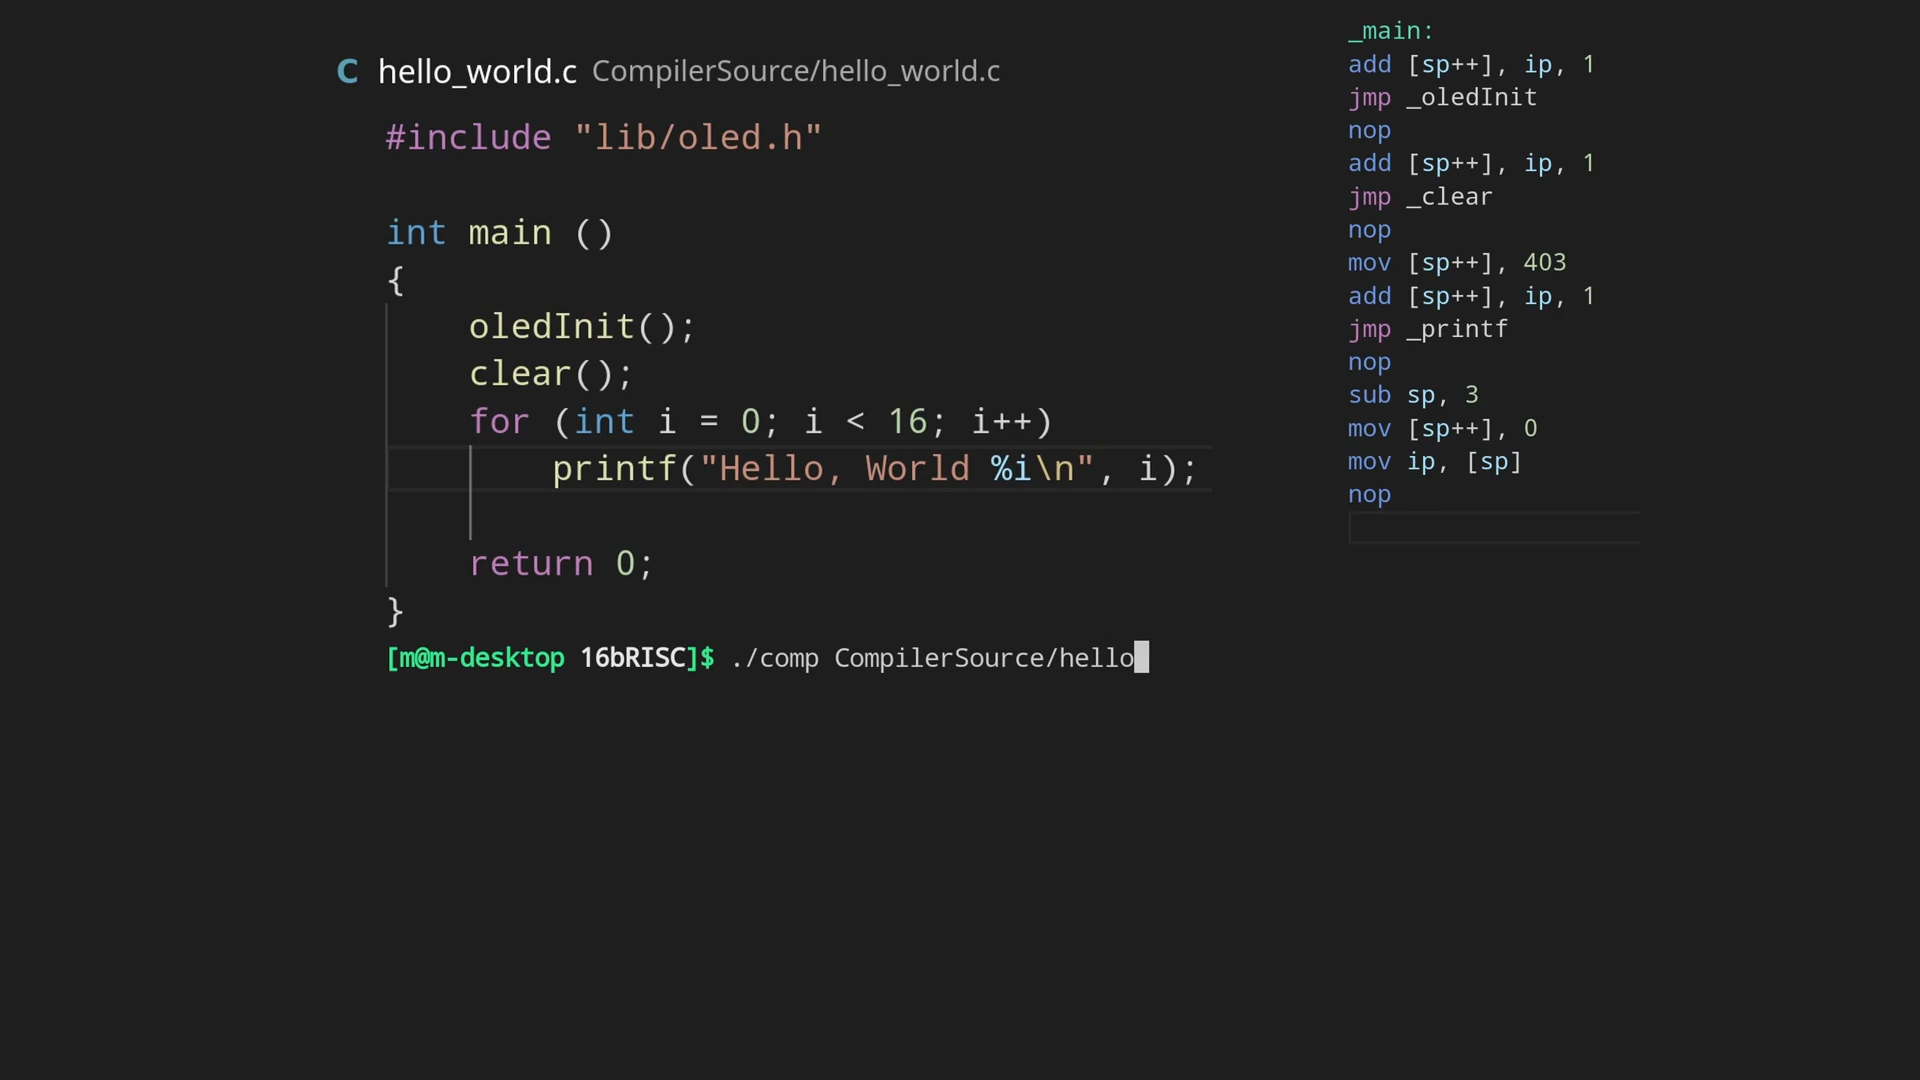 C hello_world.c CompilerSource/hello_world.c
#include "lib/oled.h"
int main ()
{
oledInit();
clear();
for (int i = 0; i < 16; i++)
printf("Hello, World %i\n", i);
return 0;
}
[m@m-desktop 16bRISC]$ ./comp CompilerSource/hello
_main:
add [sp++], ip, 1
jmp _oledInit
nop
add [sp++], ip, 1
jmp _clear
nop
mov [sp++], 403
add [sp++], ip, 1
jmp _printf
nop
sub sp, 3
mov [sp++], 0
mov ip, [sp]
nop